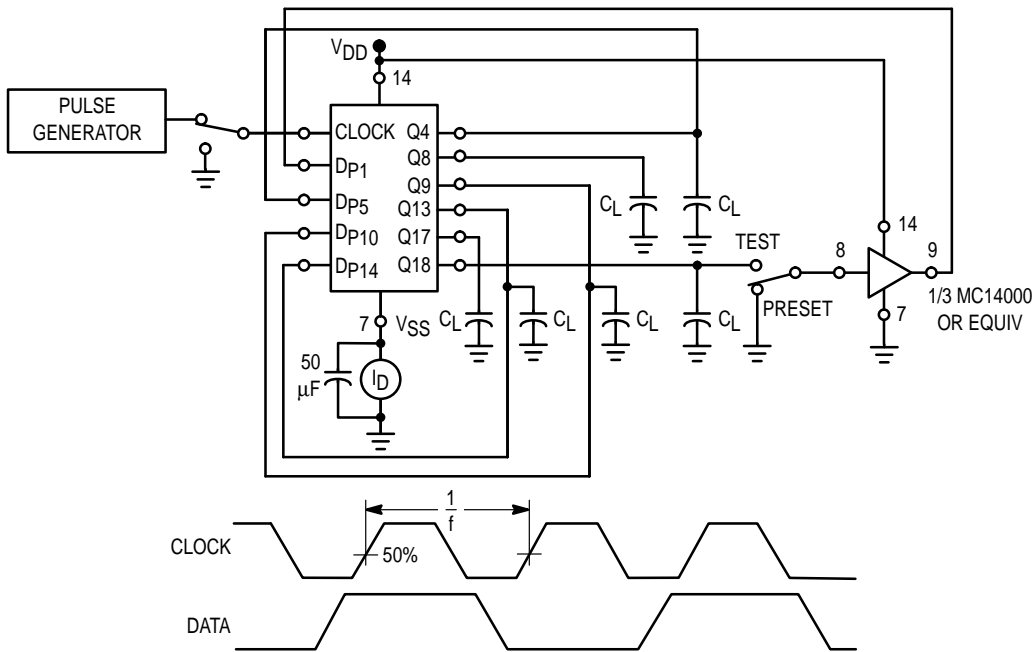 VDD
14
PULSE
GENERATOR
CLOCK Q4
DP1 Q8
DP5 Q9
DP10 Q13
DP14 Q17
Q18
CL CL
TEST
PRESET
8
14
9
7
1/3 MC14000
OR EQUIV
7 VSS
CL CL CL CL
50
µF
ID
1
f
CLOCK
50%
DATA